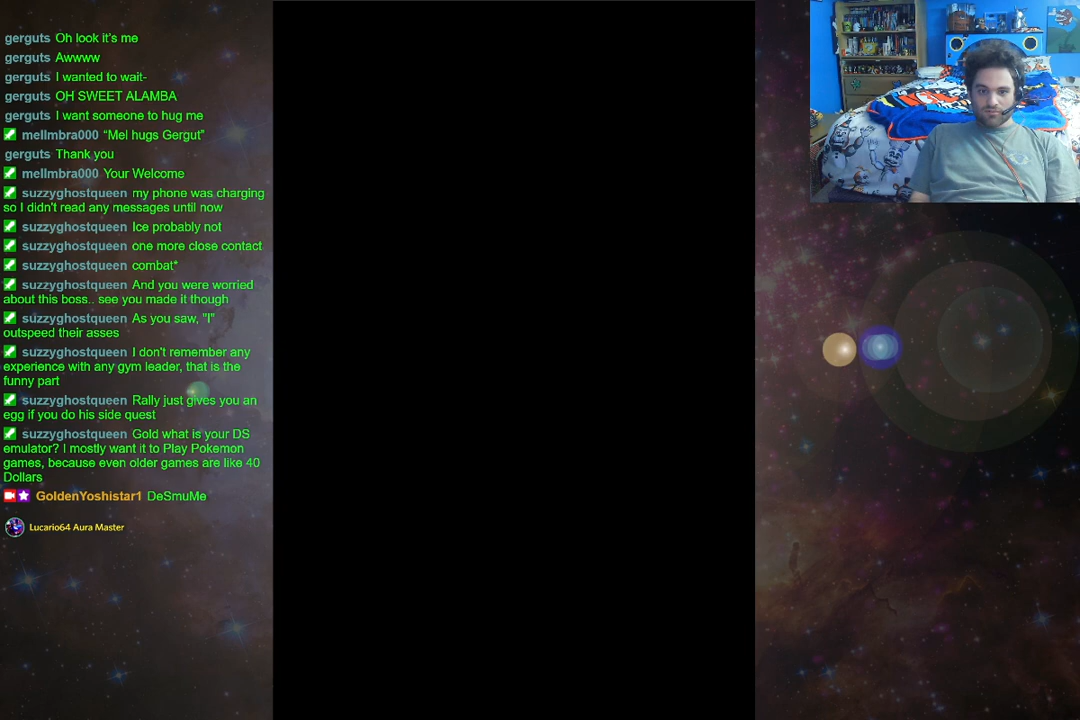 gerguts Oh look it's me
gerguts Awwww
gerguts I wanted to wait-
gerguts OH SWEET ALAMBA
gerguts I want someone to hug me
mellmbra000 “Mel hugs Gergut”
gerguts Thank you
mellmbra000 Your Welcome
suzzyghostqueen my phone was charging
so I didn't read any messages until now
suzzyghostqueen Ice probably not
suzzyghostqueen one more close contact
suzzyghostqueen combat*
suzzyghostqueen And you were worried
about this boss.. see you made it though
suzzyghostqueen As you saw, "I"
outspeed their asses
suzzyghostqueen I don't remember any
experience with any gym leader, that is the
funny part
suzzyghostqueen Rally just gives you an
egg if you do his side quest
suzzyghostqueen Gold what is your DS
emulator? I mostly want it to Play Pokemon
games, because even older games are like 40
Dollars
GoldenYoshistar1 DeSmuMe
Lucario64 Aura Master